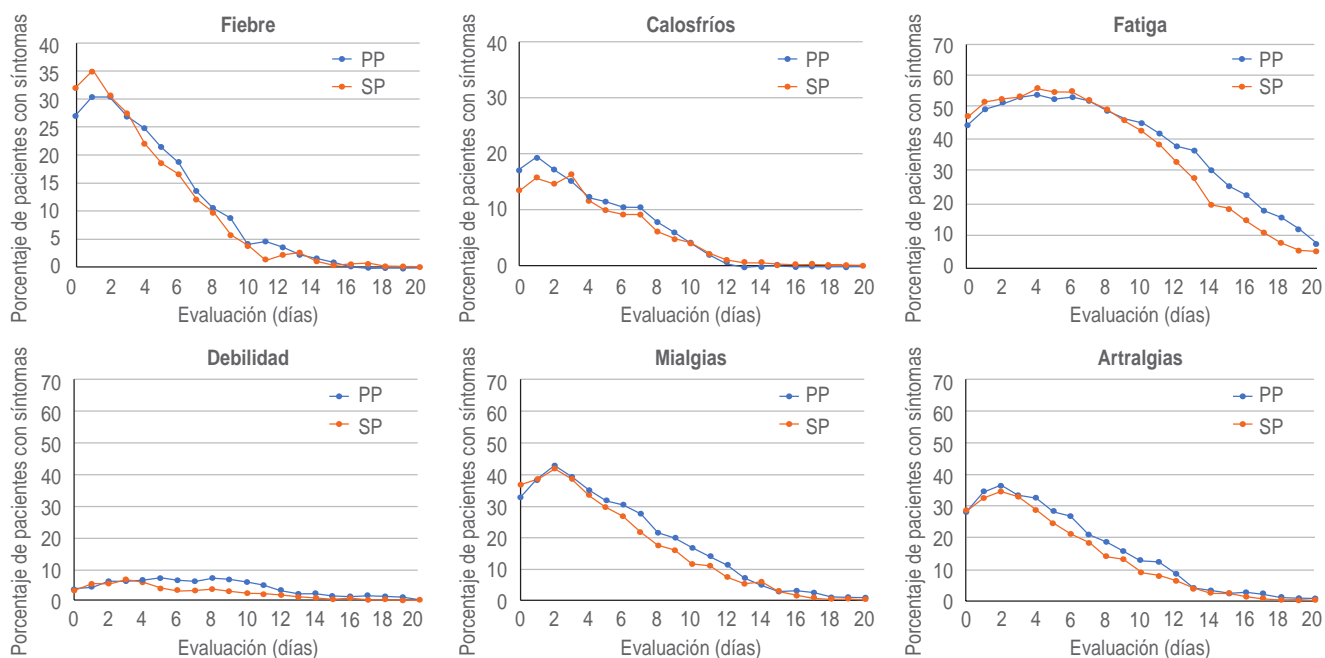 Fiebre
Porcentaje de pacientes con síntomas
40
35
30
25
20
15
10
5
0
PP
SP
0 2 4 6 8 10 12 14 16 18 20
Evaluación (días)
Calosfríos
Porcentaje de pacientes con síntomas
40
30
20
10
0
PP
SP
0 2 4 6 8 10 12 14 16 18 20
Evaluación (días)
Fatiga
Porcentaje de pacientes con síntomas
70
60
50
40
30
20
10
0
PP
SP
0 2 4 6 8 10 12 14 16 18 20
Evaluación (días)
Debilidad
Porcentaje de pacientes con síntomas
70
60
50
40
30
20
10
0
PP
SP
0 2 4 6 8 10 12 14 16 18 20
Evaluación (días)
Mialgias
Porcentaje de pacientes con síntomas
70
60
50
40
30
20
10
0
PP
SP
0 2 4 6 8 10 12 14 16 18 20
Evaluación (días)
Artralgias
Porcentaje de pacientes con síntomas
70
60
50
40
30
20
10
0
PP
SP
0 2 4 6 8 10 12 14 16 18 20
Evaluación (días)